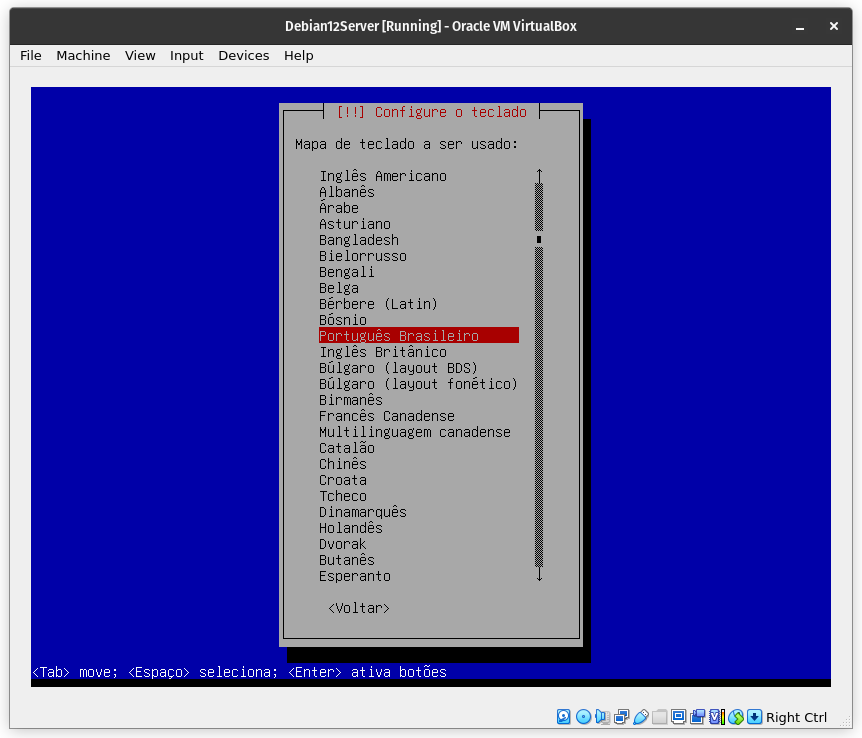 Debian12Server [Running] - Oracle VM VirtualBox
File Machine View Input Devices Help
[!!] Configure o teclado
Mapa de teclado a ser usado:
Inglês Americano
Albanês
Árabe
Asturiano
Bangladesh
Bielorrusso
Bengali
Belga
Bérbere (Latin)
Bósnio
Português Brasileiro
Inglês Britânico
Búlgaro (layout BDS)
Búlgaro (layout fonético)
Birmanês
Francês Canadense
Multilinguagem canadense
Catalão
Chinês
Croata
Tcheco
Dinamarquês
Holandês
Dvorak
Butanês
Esperanto
<Voltar>
<Tab> move; <Espaço> seleciona; <Enter> ativa botões
Right Ctrl